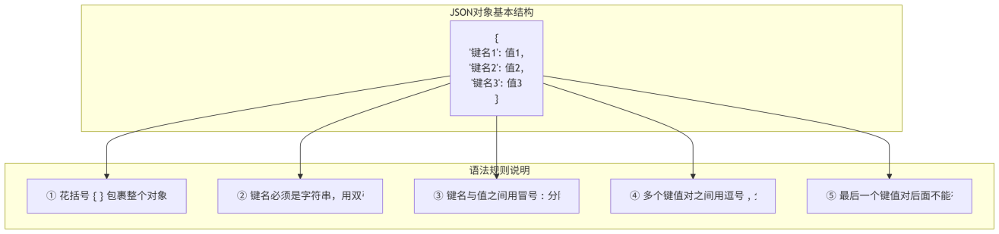 JSON对象基本结构
{
'键名1': 值1,
'键名2': 值2,
'键名3': 值3
}
语法规则说明
① 花括号 { } 包裹整个对象
② 键名必须是字符串，用双
③ 键名与值之间用冒号 : 分
④ 多个键值对之间用逗号 ,
⑤ 最后一个键值对后面不能